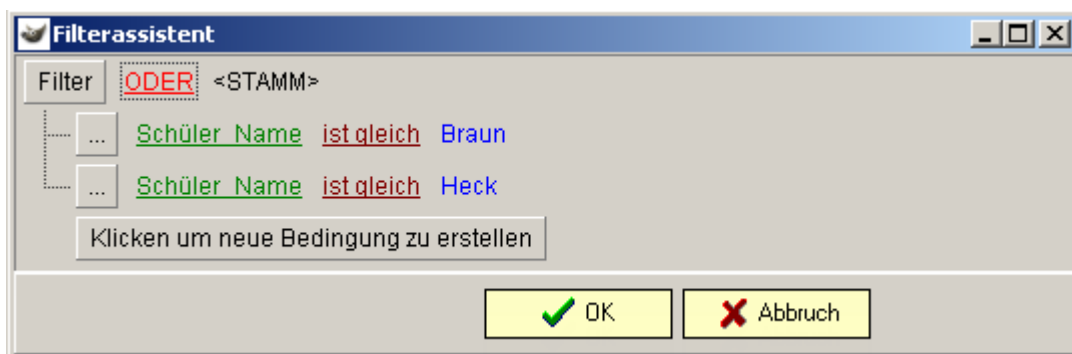 Filterassistent
Filter ODER <STAMM>
... Schüler_Name ist gleich Braun
... Schüler_Name ist gleich Heck
Klicken um neue Bedingung zu erstellen
OK Abbruch